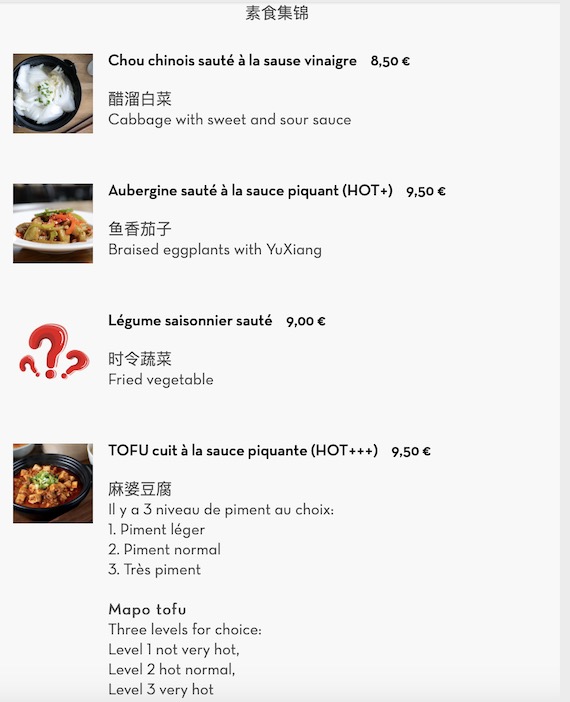 素食集锦
Chou chinois sauté à la sause vinaigre 8,50 €
醋溜白菜
Cabbage with sweet and sour sauce
Aubergine sauté à la sauce piquant (HOT+) 9,50 €
鱼香茄子
Braised eggplants with YuXiang
Légume saisonnier sauté 9,00 €
时令蔬菜
Fried vegetable
TOFU cuit à la sauce piquante (HOT+++) 9,50 €
麻婆豆腐
Il y a 3 niveau de piment au choix:
1. Piment léger
2. Piment normal
3. Très piment
Mapo tofu
Three levels for choice:
Level 1 not very hot,
Level 2 hot normal,
Level 3 very hot